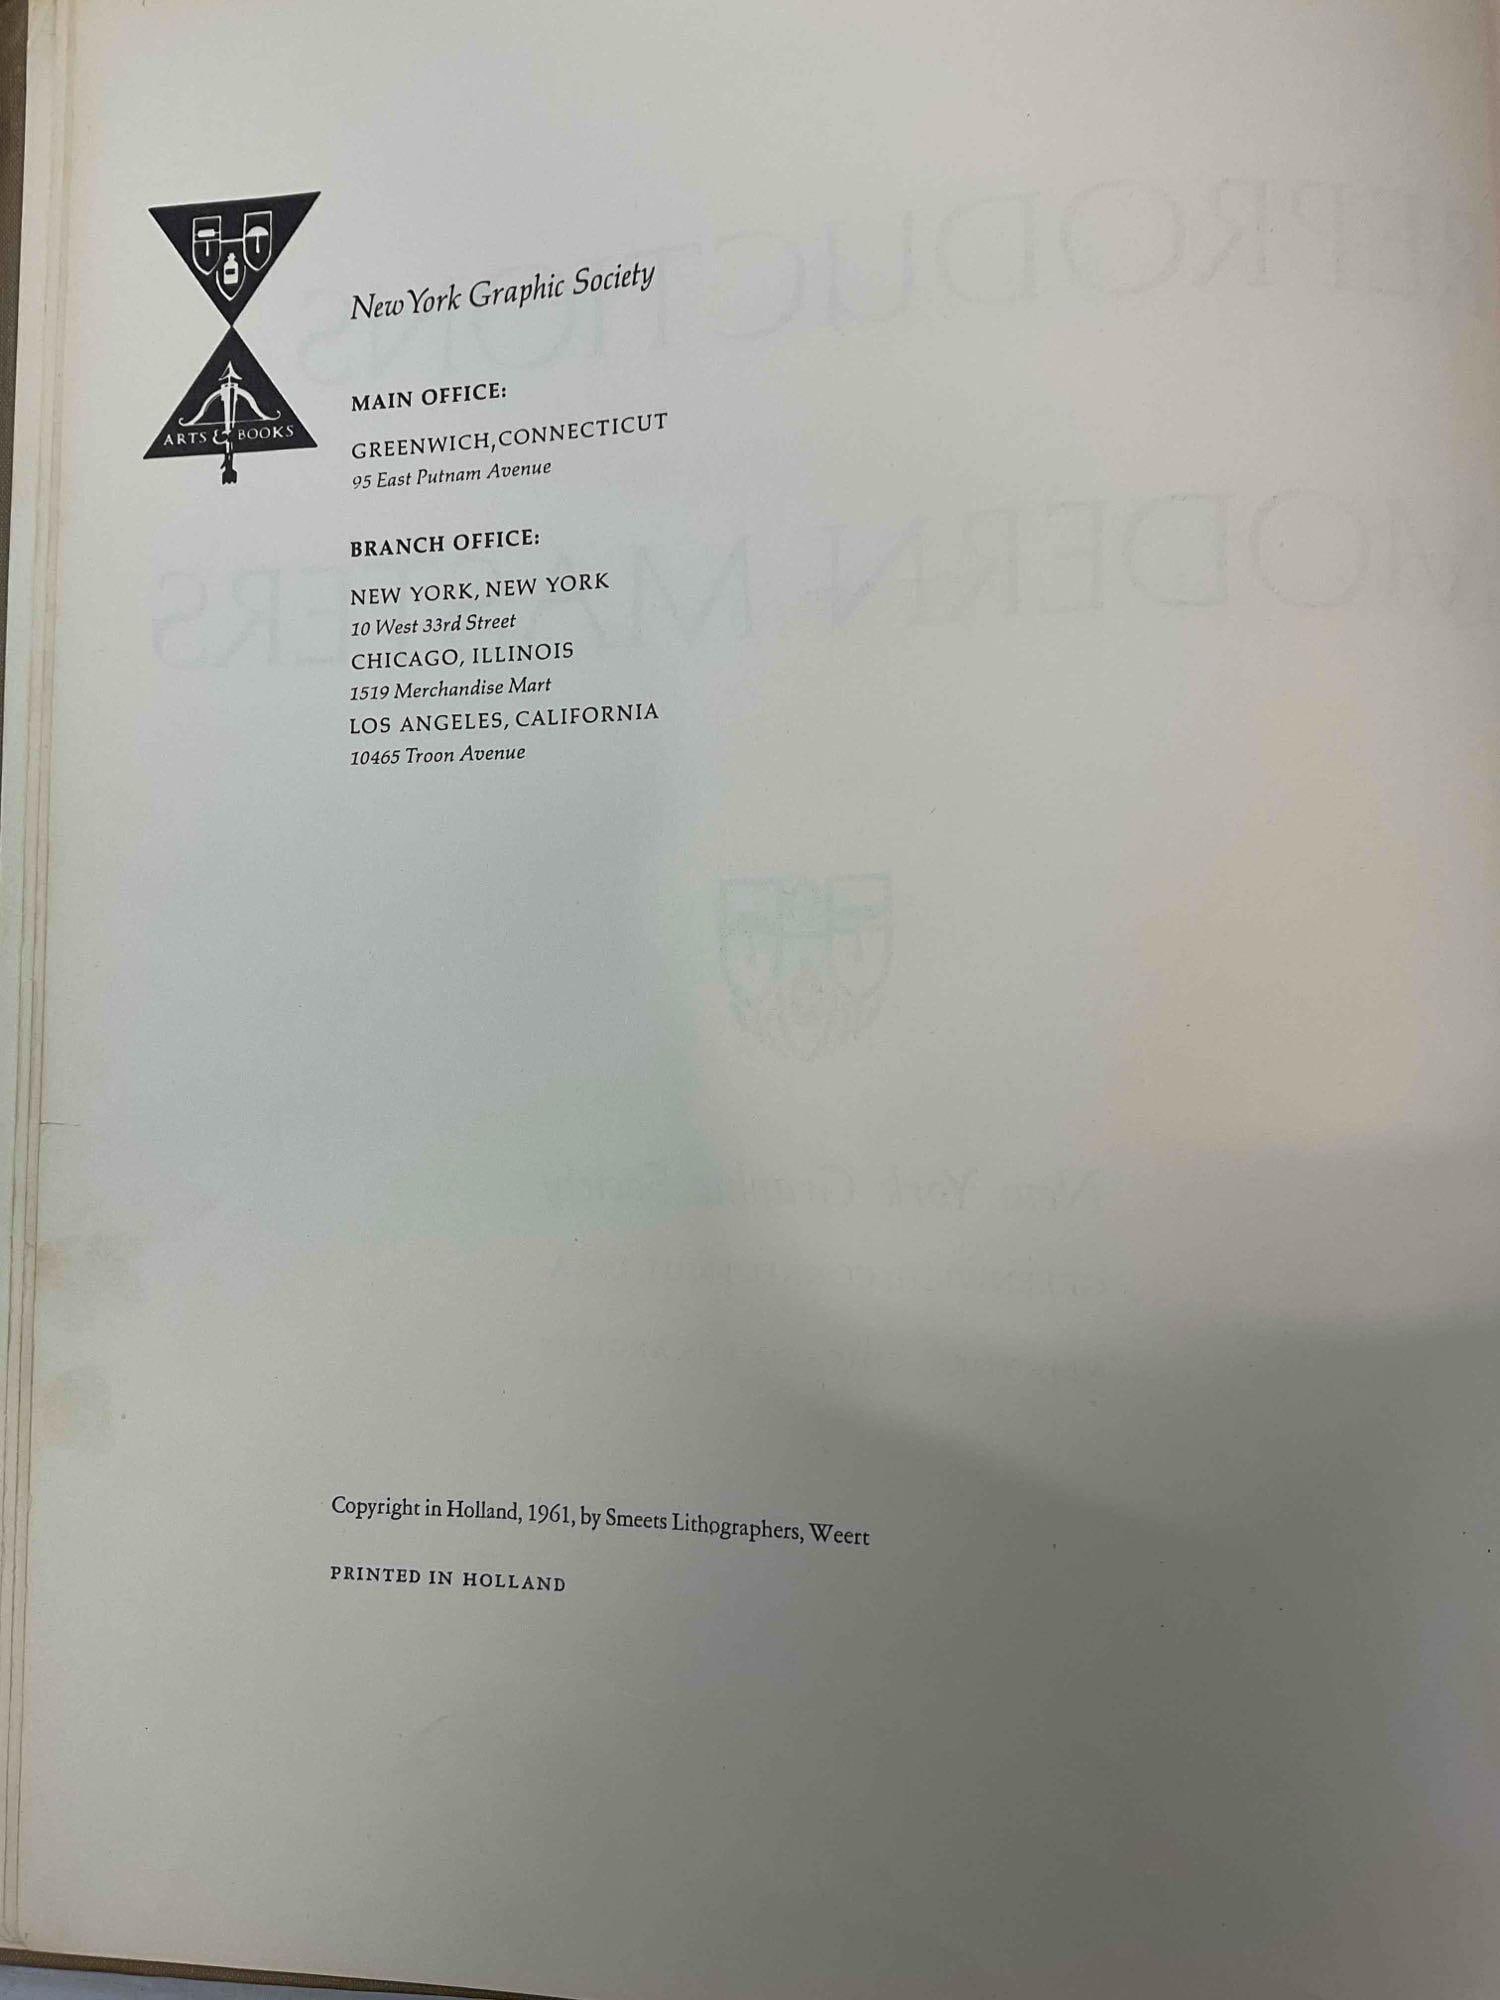 New York Graphic Society
ARTS & BOOKS
MAIN OFFICE:
GREENWICH, CONNECTICUT
95 East Putnam Avenue
BRANCH OFFICE:
NEW YORK, NEW YORK
10 West 33rd Street
CHICAGO, ILLINOIS
1519 Merchandise Mart
LOS ANGELES, CALIFORNIA
10465 Troon Avenue
Copyright in Holland, 1961, by Smeets Lithographers, Weert
PRINTED IN HOLLAND